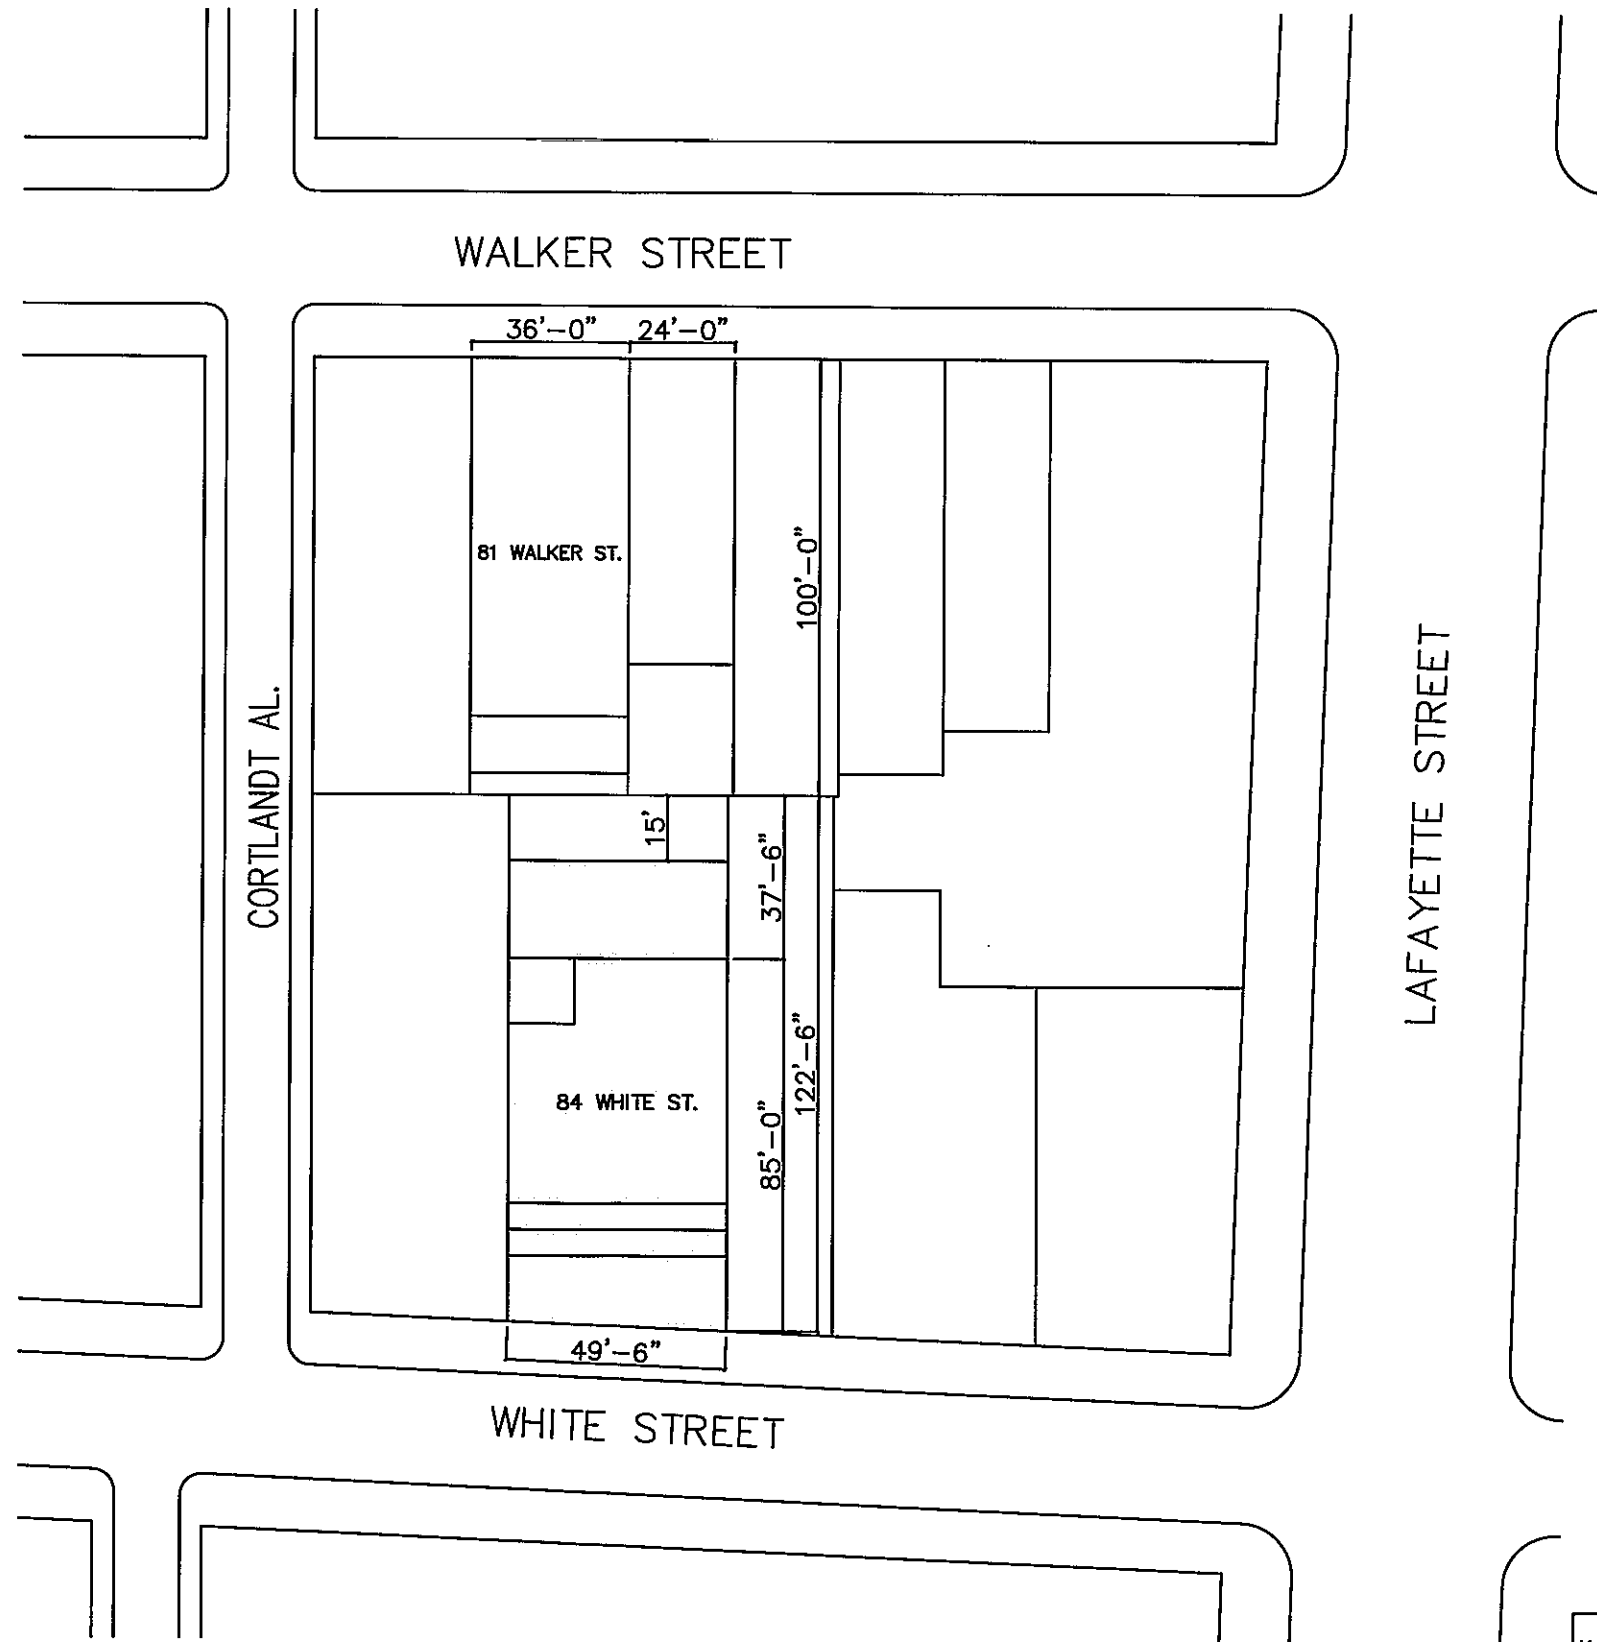 WALKER STREET
36'-0" 24'-0"
81 WALKER ST.
100'-0"
CORTLANDT AL.
LAFAYETTE STREET
15'
37'-6"
122'-6"
84 WHITE ST.
85'-0"
49'-6"
WHITE STREET